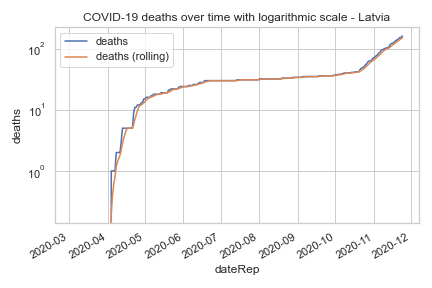 COVID-19 deaths over time with logarithmic scale - Latvia
deaths
deaths (rolling)
10²
10¹
10⁰
deaths
2020-03
2020-04
2020-05
2020-06
2020-07
2020-08
2020-09
2020-10
2020-11
2020-12
dateRep